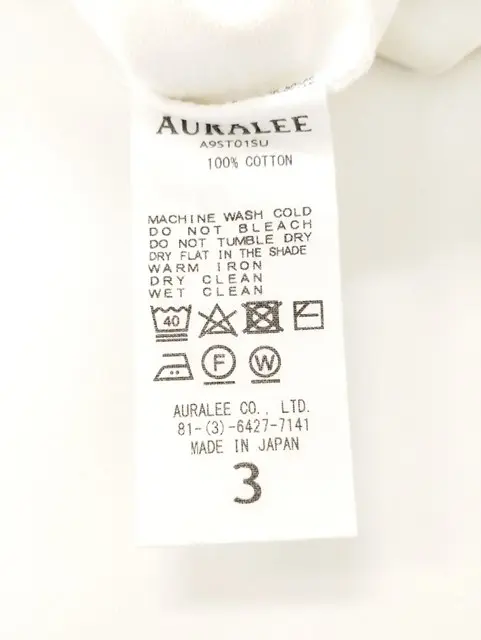 AURALEE
A9ST01SU
100% COTTON
MACHINE WASH COLD
DO NOT BLEACH
DO NOT TUMBLE DRY
DRY FLAT IN THE SHADE
WARM IRON
DRY CLEAN
WET CLEAN
40
F W
AURALEE CO., LTD.
81-(3)-6427-7141
MADE IN JAPAN
3